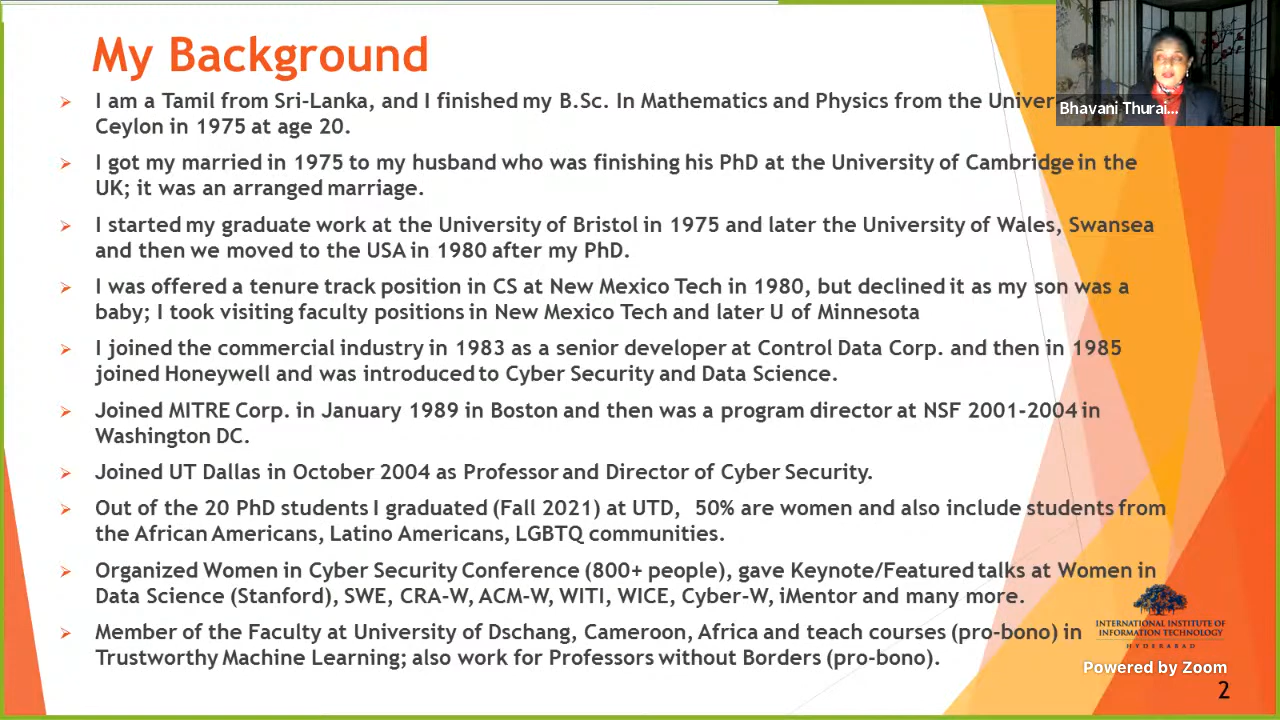 My Background
I am a Tamil from Sri-Lanka, and I finished my B.Sc. In Mathematics and Physics from the Univer
Ceylon in 1975 at age 20.
I got my married in 1975 to my husband who was finishing his PhD at the University of Cambridge in the
UK; it was an arranged marriage.
I started my graduate work at the University of Bristol in 1975 and later the University of Wales, Swansea
and then we moved to the USA in 1980 after my PhD.
I was offered a tenure track position in CS at New Mexico Tech in 1980, but declined it as my son was a
baby; I took visiting faculty positions in New Mexico Tech and later U of Minnesota
I joined the commercial industry in 1983 as a senior developer at Control Data Corp. and then in 1985
joined Honeywell and was introduced to Cyber Security and Data Science.
Joined MITRE Corp. in January 1989 in Boston and then was a program director at NSF 2001-2004 in
Washington DC.
Joined UT Dallas in October 2004 as Professor and Director of Cyber Security.
Out of the 20 PhD students I graduated (Fall 2021) at UTD, 50% are women and also include students from
the African Americans, Latino Americans, LGBTQ communities.
Organized Women in Cyber Security Conference (800+ people), gave Keynote/Featured talks at Women in
Data Science (Stanford), SWE, CRA-W, ACM-W, WITI, WICE, Cyber-W, iMentor and many more.
Member of the Faculty at University of Dschang, Cameroon, Africa and teach courses (pro-bono) in
Trustworthy Machine Learning; also work for Professors without Borders (pro-bono).
Bhavani Thurai...
INTERNATIONAL INSTITUTE OF
INFORMATION TECHNOLOGY
HYDERABAD
Powered by Zoom
2